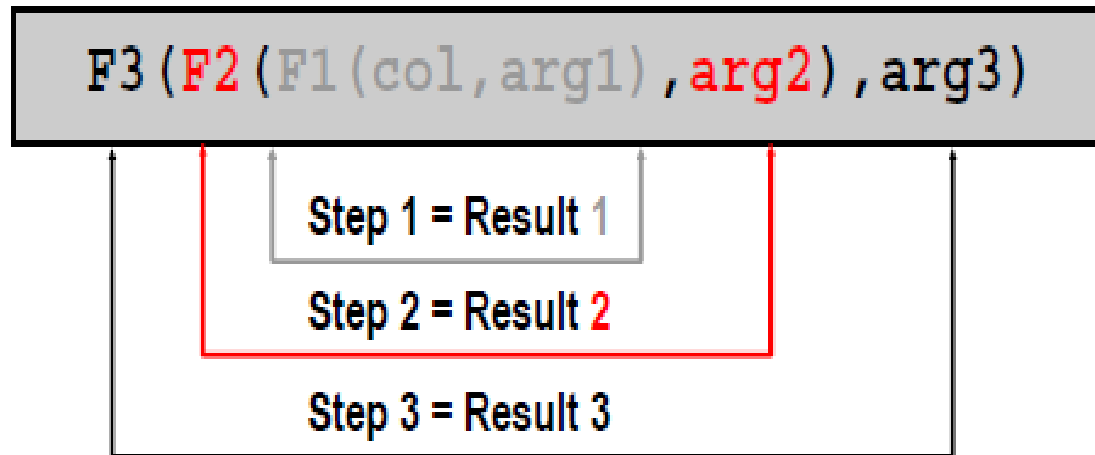 F3(F2(F1(col,arg1),arg2),arg3)
Step 1 = Result 1
Step 2 = Result 2
Step 3 = Result 3